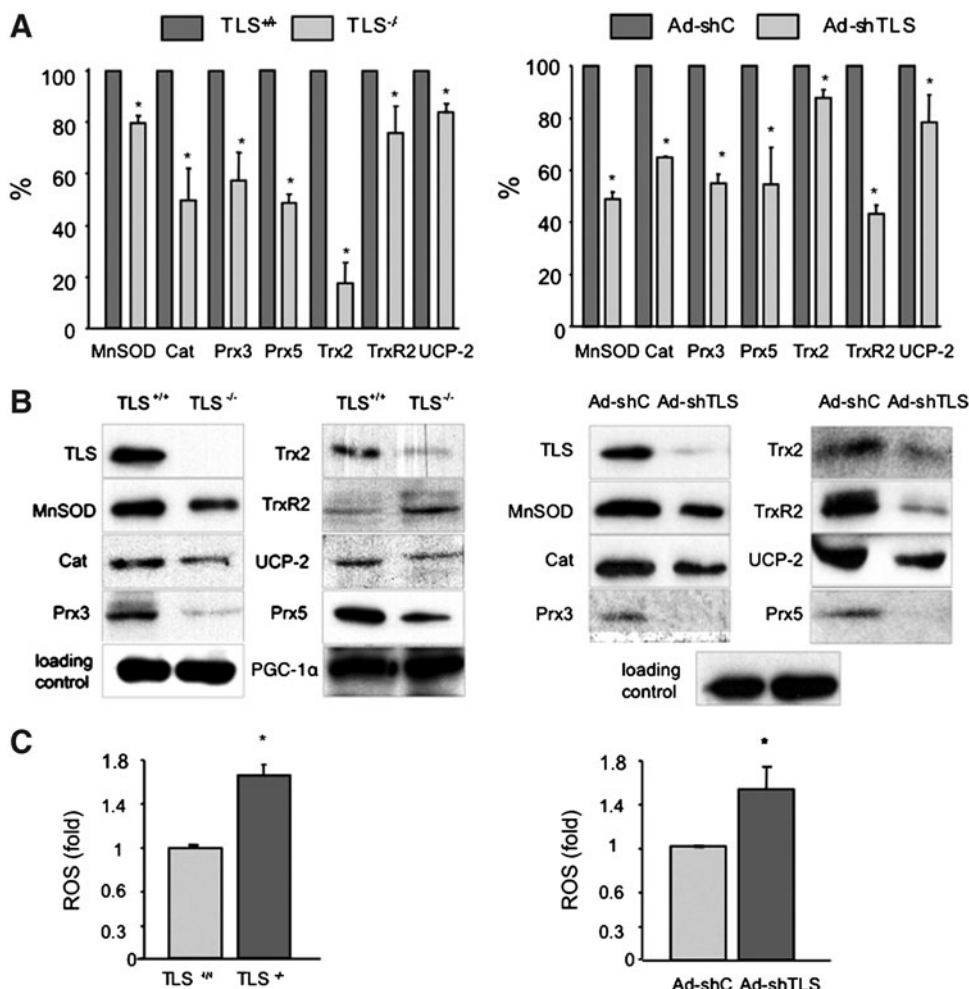 A
TLS+/+ TLS-/-
Ad-shC Ad-shTLS
%
100
80
60
40
20
0
MnSOD Cat Prx3 Prx5 Trx2 TrxR2 UCP-2
* * * * * * *
%
100
80
60
40
20
0
MnSOD Cat Prx3 Prx5 Trx2 TrxR2 UCP-2
* * * * * * *
B
TLS+/+ TLS-/-
TLS
MnSOD
Cat
Prx3
loading
control
TLS+/+ TLS-/-
Trx2
TrxR2
UCP-2
Prx5
PGC-1α
Ad-shC Ad-shTLS
TLS
MnSOD
Cat
Prx3
Ad-shC Ad-shTLS
Trx2
TrxR2
UCP-2
Prx5
loading
control
C
ROS (fold)
1.8
1.4
1
0.6
0.3
0
*
TLS+/+ TLS-/-
ROS (fold)
1.8
1.4
1
0.6
0.3
0
*
Ad-shC Ad-shTLS